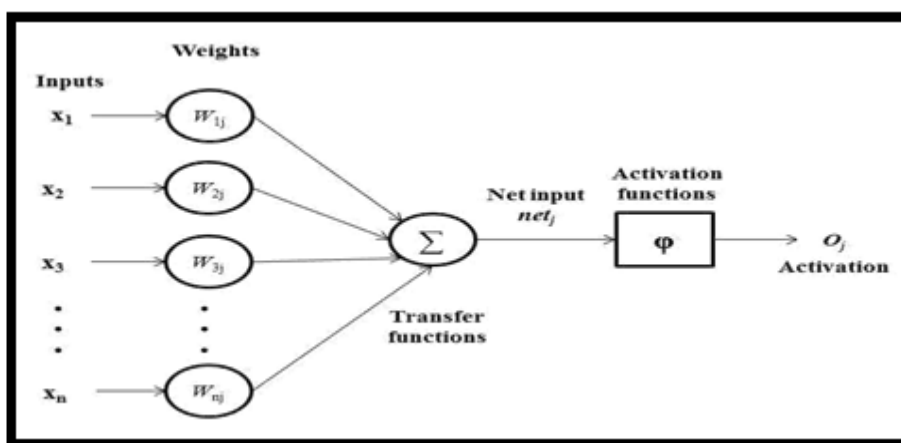 Weights
Inputs
x1
W1j
x2
W2j
x3
W3j
xn
Wnj
Σ
Transfer
functions
Net input
netj
Activation
functions
φ
oj
Activation